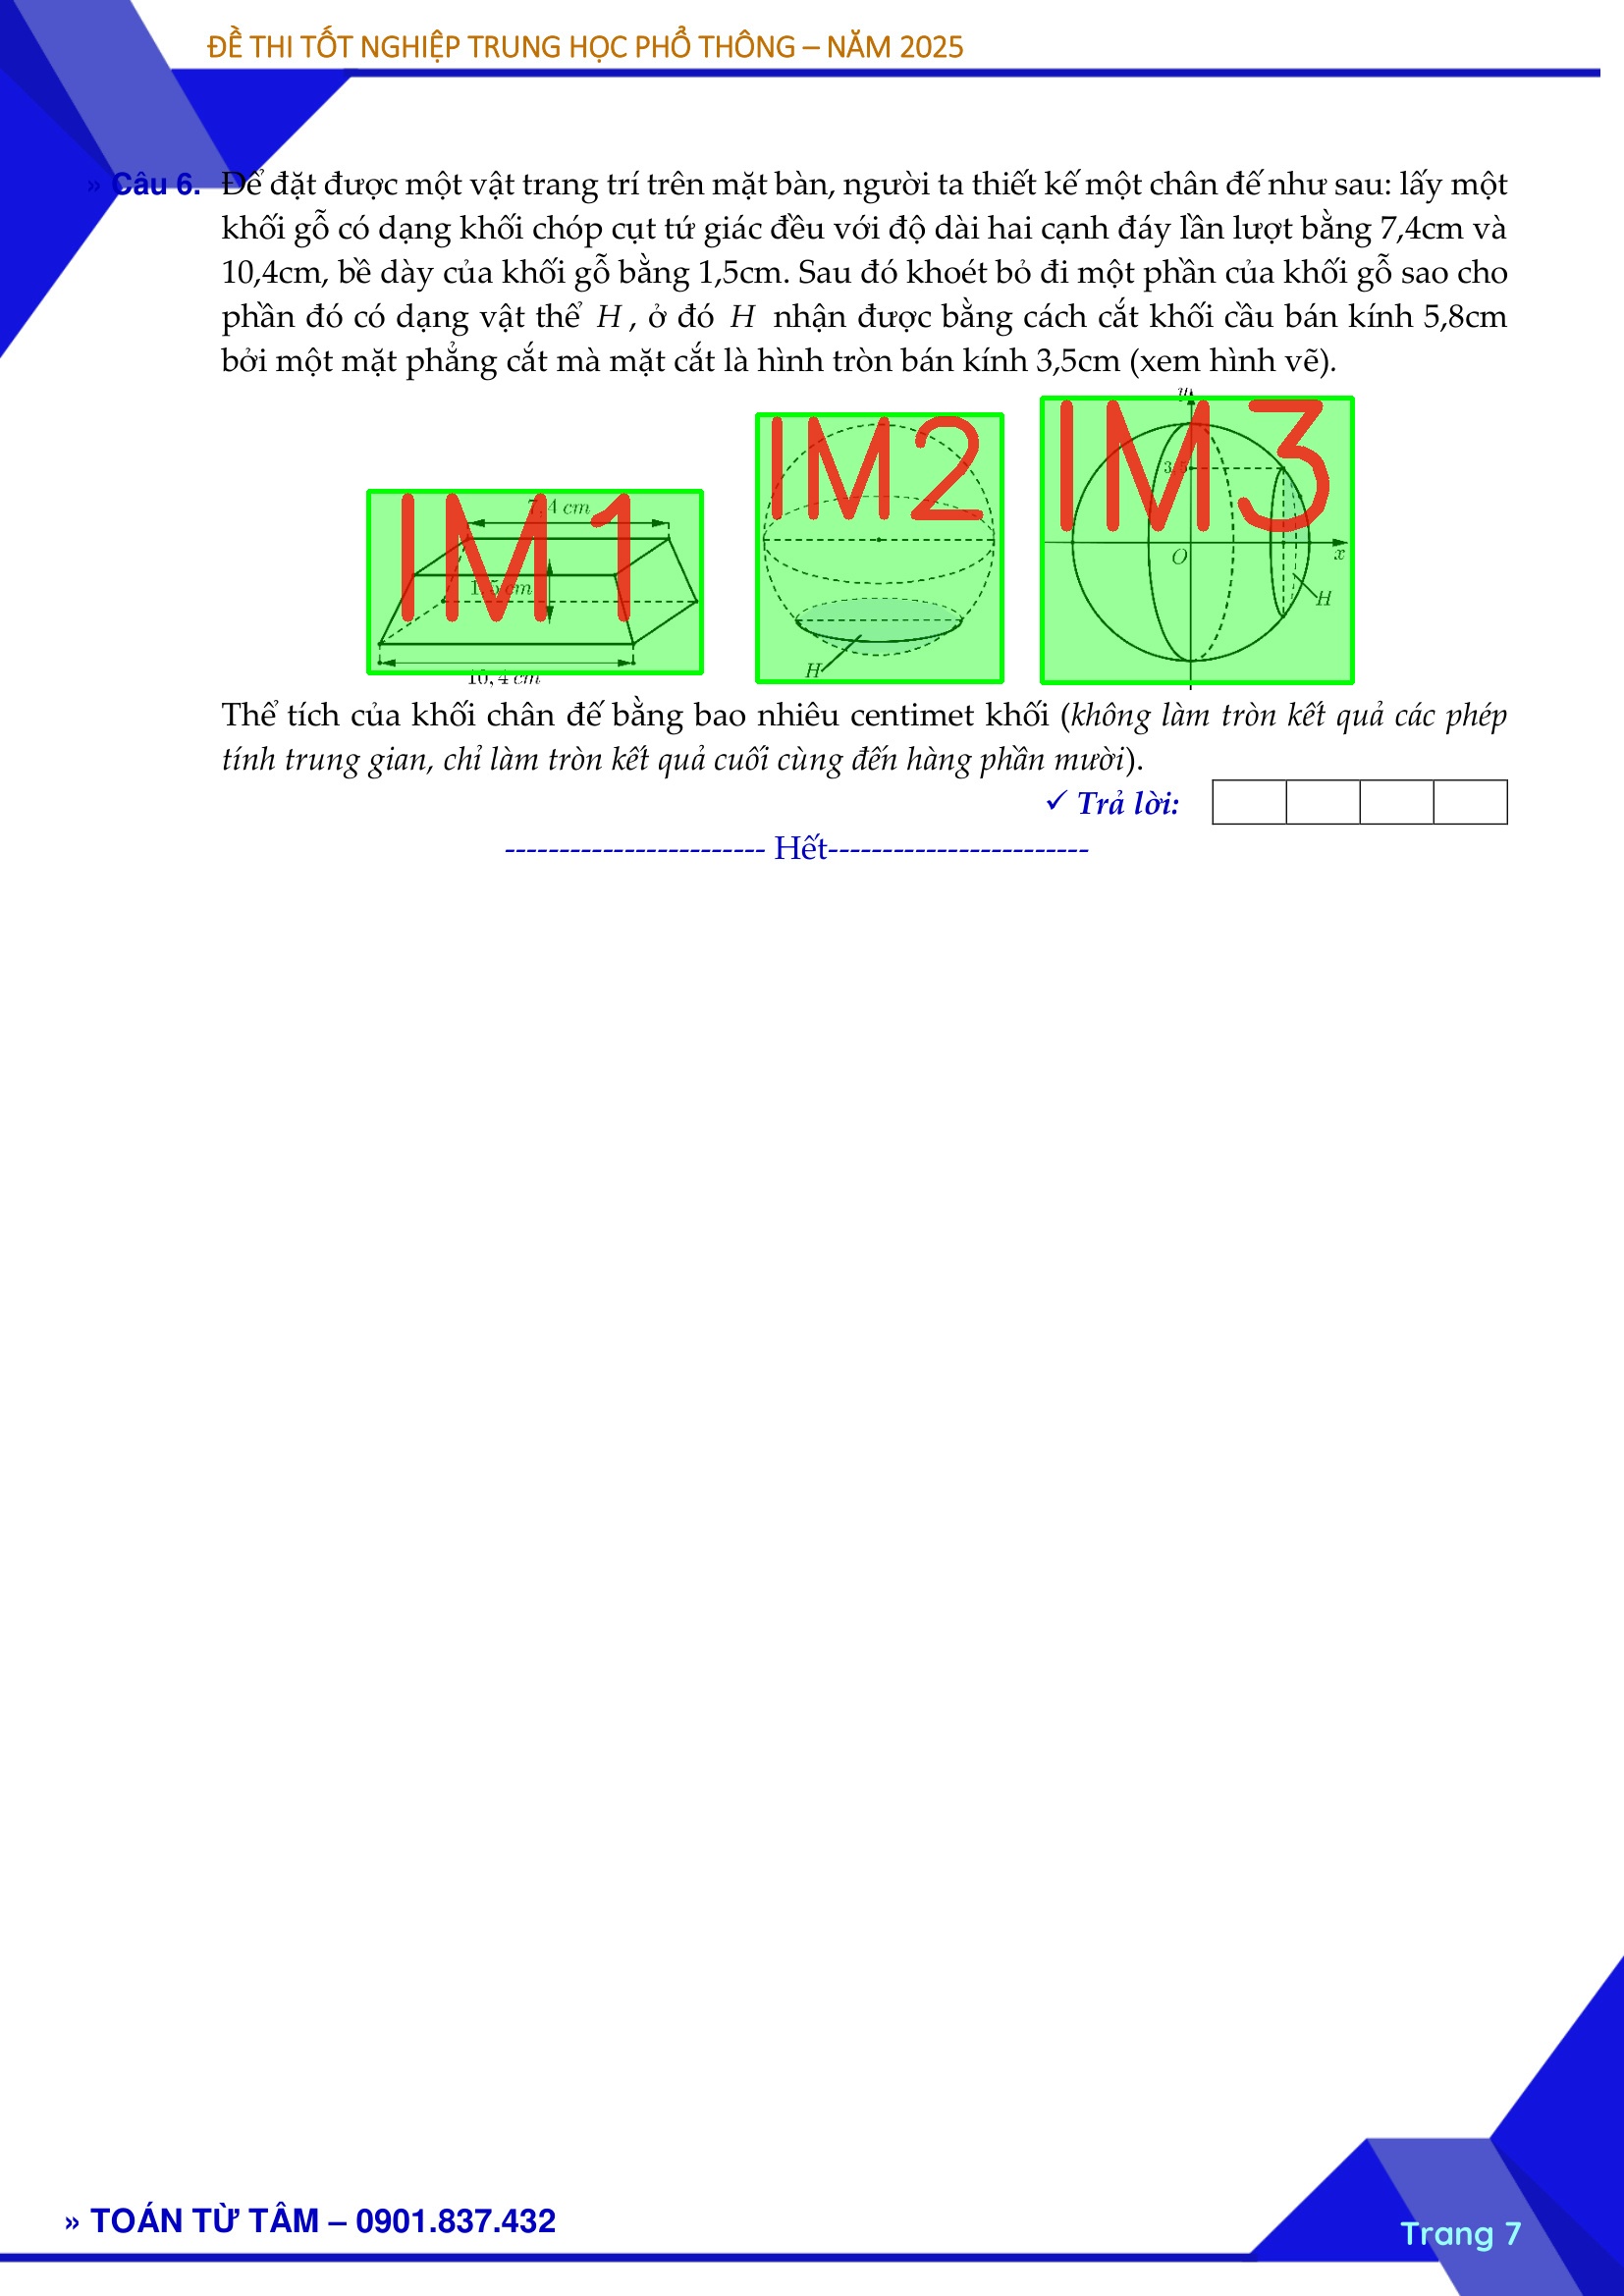 ĐỀ THI TỐT NGHIỆP TRUNG HỌC PHỔ THÔNG – NĂM 2025
» Câu 6. Để đặt được một vật trang trí trên mặt bàn, người ta thiết kế một chân đế như sau: lấy một
khối gỗ có dạng khối chóp cụt tứ giác đều với độ dài hai cạnh đáy lần lượt bằng 7,4cm và
10,4cm, bề dày của khối gỗ bằng 1,5cm. Sau đó khoét bỏ đi một phần của khối gỗ sao cho
phần đó có dạng vật thể H, ở đó H nhận được bằng cách cắt khối cầu bán kính 5,8cm
bởi một mặt phẳng cắt mà mặt cắt là hình tròn bán kính 3,5cm (xem hình vẽ).
IM1
7,4 cm
1,5 cm
10,4 cm
IM2
H
IM3
y
3,5
O
x
H
Thể tích của khối chân đế bằng bao nhiêu centimet khối (không làm tròn kết quả các phép
tính trung gian, chỉ làm tròn kết quả cuối cùng đến hàng phần mười).
✓ Trả lời:
------------------------ Hết------------------------
» TOÁN TỪ TÂM – 0901.837.432
Trang 7